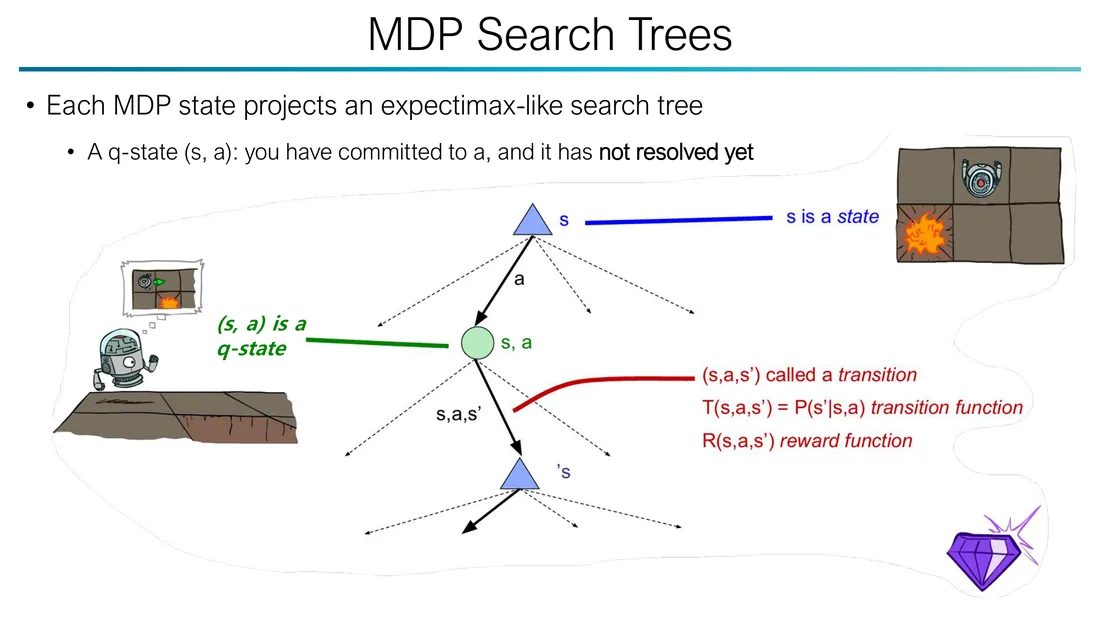 MDP Search Trees
• Each MDP state projects an expectimax-like search tree
• A q-state (s, a): you have committed to a, and it has not resolved yet
s
s is a state
a
(s, a) is a
q-state
s, a
(s,a,s’) called a transition
T(s,a,s’) = P(s’|s,a) transition function
R(s,a,s’) reward function
s,a,s’
’s